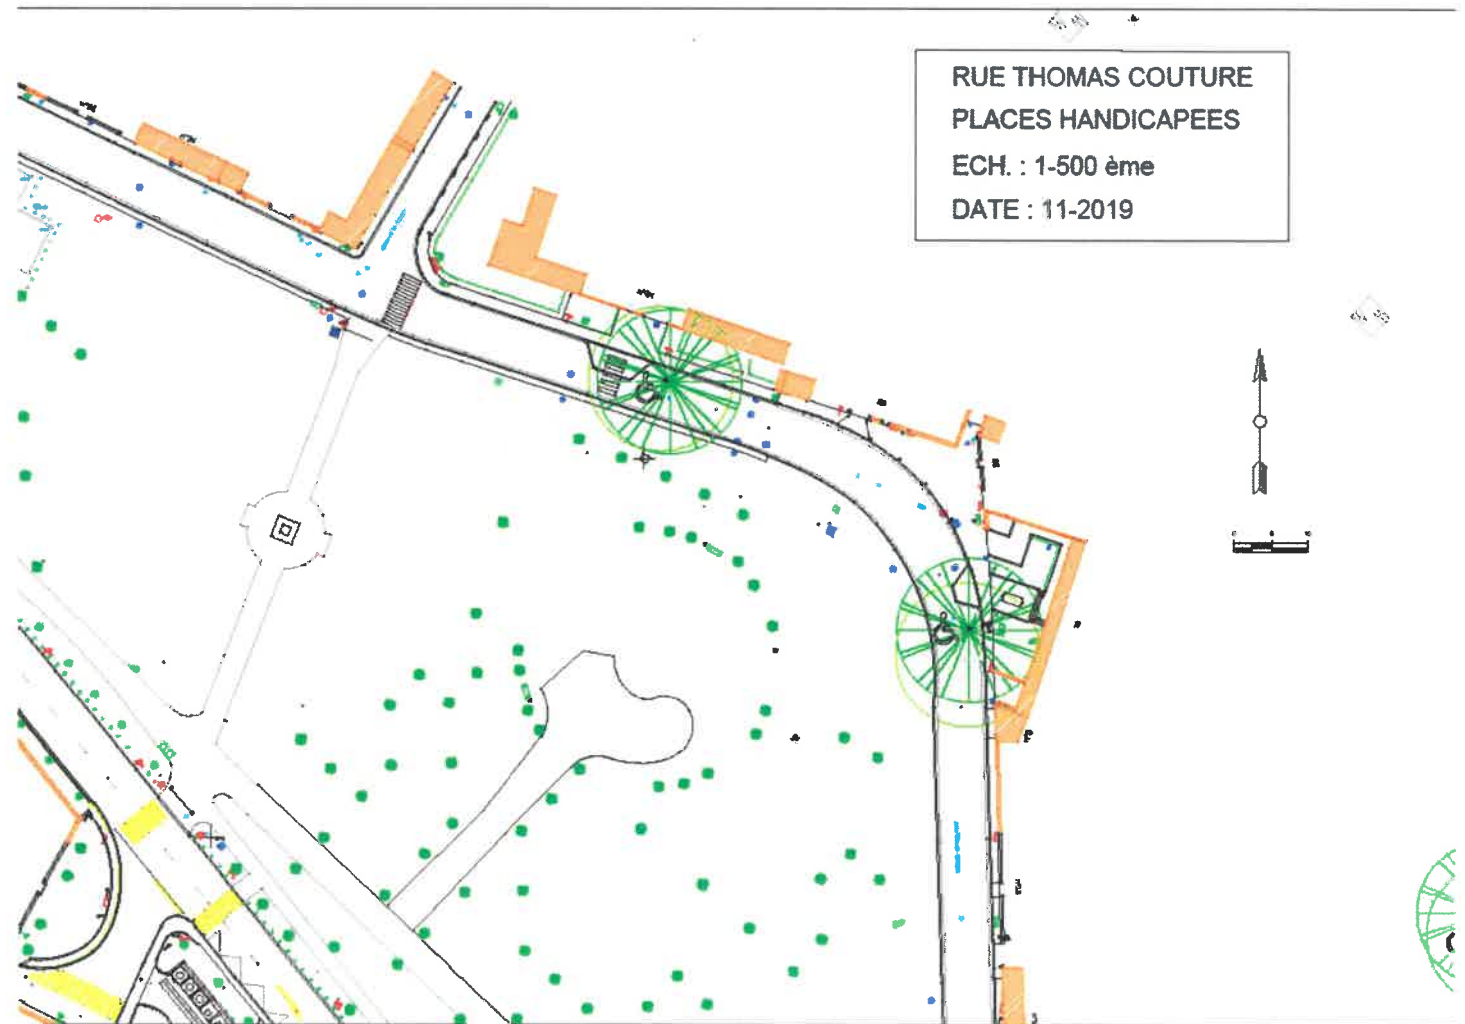 RUE THOMAS COUTURE
PLACES HANDICAPEES
ECH. : 1-500 ème
DATE : 11-2019